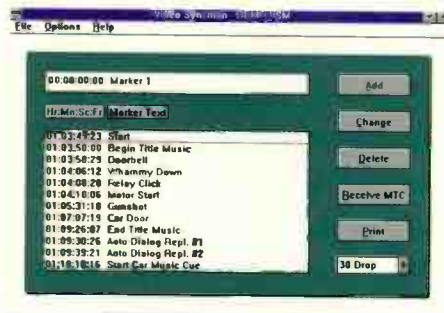 File Options Help
00:00:00:00 Marker 1
Add
Hr:Mn:Sc:Fr Marker Text
Change
01:03:49:23 Start
01:03:50:00 Begin Title Music
01:03:58:29 Doorbell
Delete
01:04:06:12 Whammy Down
01:04:08:20 Relay Click
01:04:10:06 Motor Start
Receive MTC
01:05:31:18 Gunshot
01:07:07:19 Car Door
01:09:26:07 End Title Music
Print
01:09:30:26 Auto Dialog Repl. #1
01:09:39:21 Auto Dialog Repl. #2
01:10:10:16 Start Car Music Cue
30 Drop